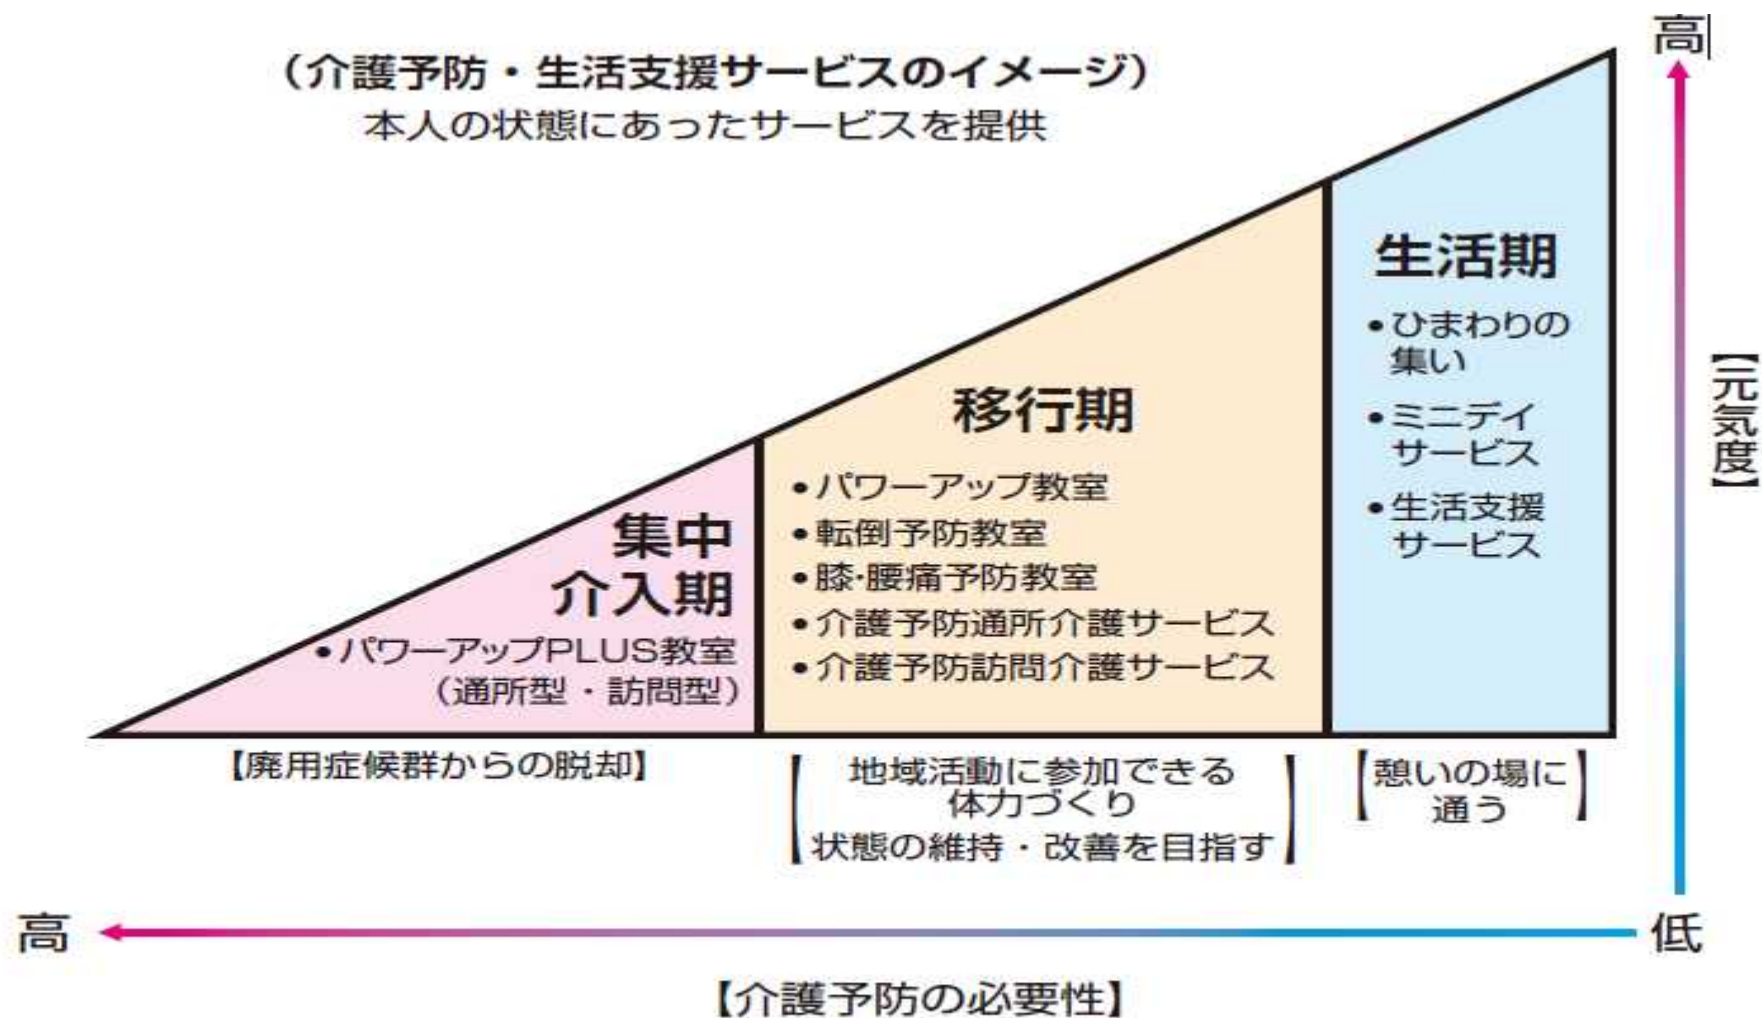 （介護予防・生活支援サービスのイメージ）
本人の状態にあったサービスを提供
高
【元気度】
生活期
•ひまわりの
集い
•ミニデイ
サービス
•生活支援
サービス
移行期
•パワーアップ教室
•転倒予防教室
•膝・腰痛予防教室
•介護予防通所介護サービス
•介護予防訪問介護サービス
集中
介入期
•パワーアップPLUS教室
（通所型・訪問型）
【廃用症候群からの脱却】
【地域活動に参加できる
体力づくり
状態の維持・改善を目指す】
【憩いの場に
通う】
高
低
【介護予防の必要性】